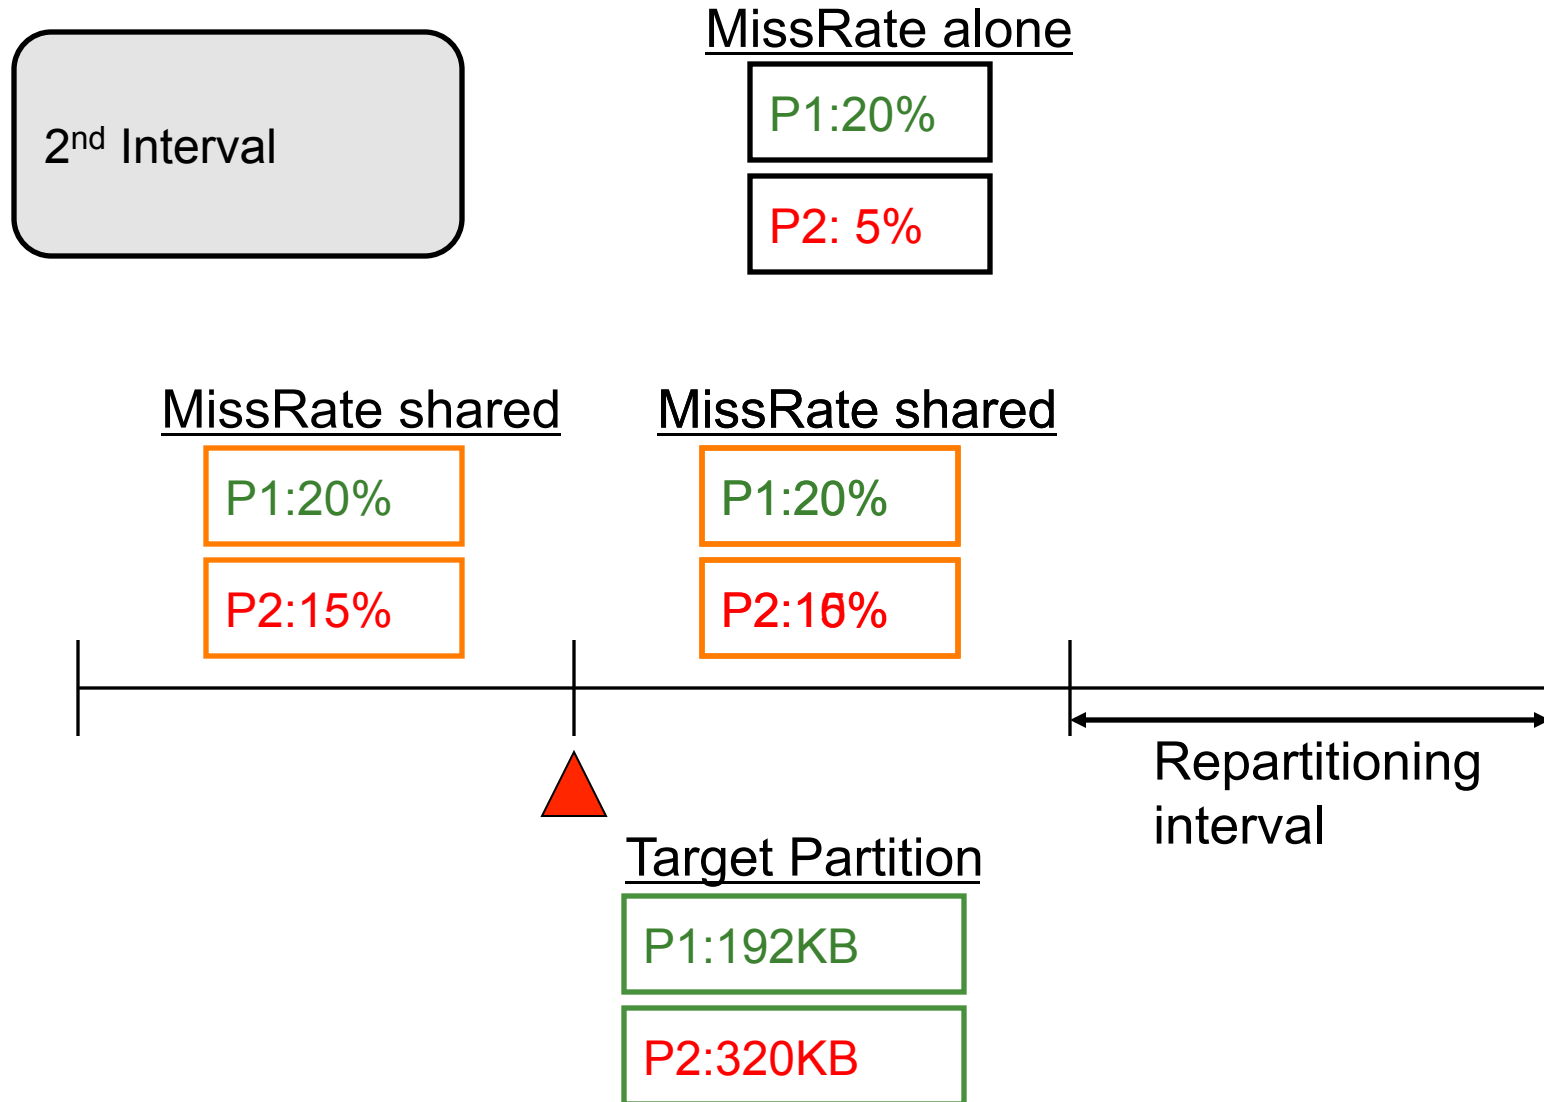 MissRate alone
2nd Interval
P1:20%
P2: 5%
MissRate shared
MissRate shared
P1:20%
P1:20%
P2:15%
Repartitioning
interval
Target Partition
P1:192KB
P2:320KB